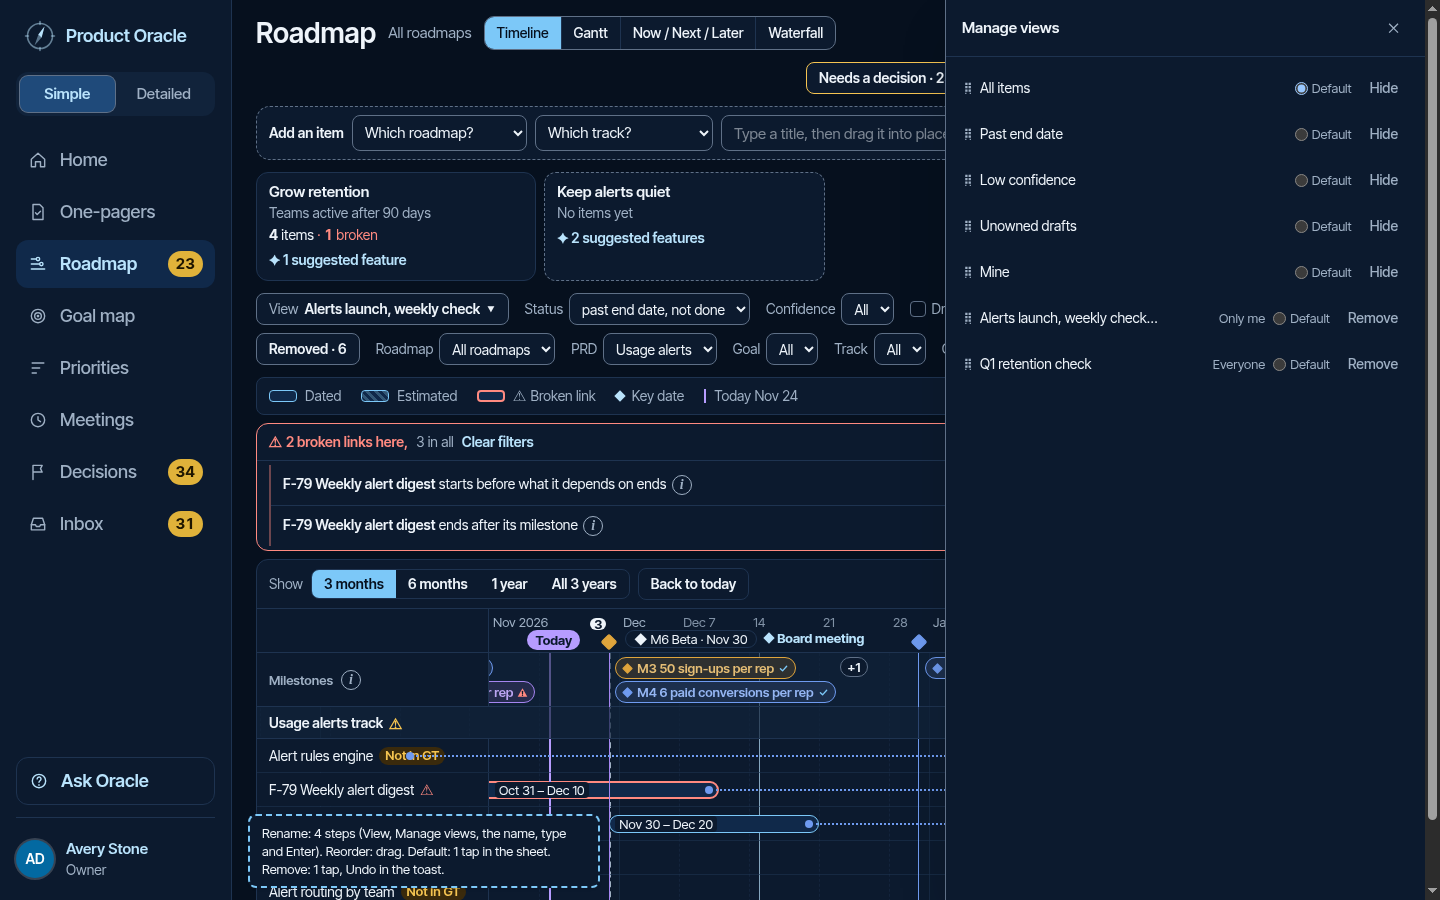 Product Oracle
Simple
Detailed
Home
One-pagers
Roadmap
23
Goal map
Priorities
Meetings
Decisions
34
Inbox
31
Ask Oracle
AD
Avery Stone
Owner
Roadmap
All roadmaps
Timeline
Gantt
Now / Next / Later
Waterfall
Needs a decision · 2
Add an item
Which roadmap?
Which track?
Type a title, then drag it into place
Grow retention
Teams active after 90 days
4 items · 1 broken
1 suggested feature
Keep alerts quiet
No items yet
2 suggested features
View Alerts launch, weekly check
Status
past end date, not done
Confidence
All
Dr
Removed · 6
Roadmap
All roadmaps
PRD
Usage alerts
Goal
All
Track
All
Dated
Estimated
Broken link
Key date
Today Nov 24
2 broken links here, 3 in all Clear filters
F-79 Weekly alert digest starts before what it depends on ends
F-79 Weekly alert digest ends after its milestone
Show
3 months
6 months
1 year
All 3 years
Back to today
Nov 2026
3
Dec
Dec 7
14
21
28
Ja
Today
M6 Beta · Nov 30
Board meeting
Milestones
M3 50 sign-ups per rep
+1
r rep
M4 6 paid conversions per rep
Usage alerts track
Alert rules engine
Not in GT
F-79 Weekly alert digest
Oct 31 – Dec 10
Nov 30 – Dec 20
Rename: 4 steps (View, Manage views, the name, type
and Enter). Reorder: drag. Default: 1 tap in the sheet.
Remove: 1 tap, Undo in the toast.
Alert routing by team
Not in GT
Manage views
All items
Default
Hide
Past end date
Default
Hide
Low confidence
Default
Hide
Unowned drafts
Default
Hide
Mine
Default
Hide
Alerts launch, weekly check...
Only me
Default
Remove
Q1 retention check
Everyone
Default
Remove